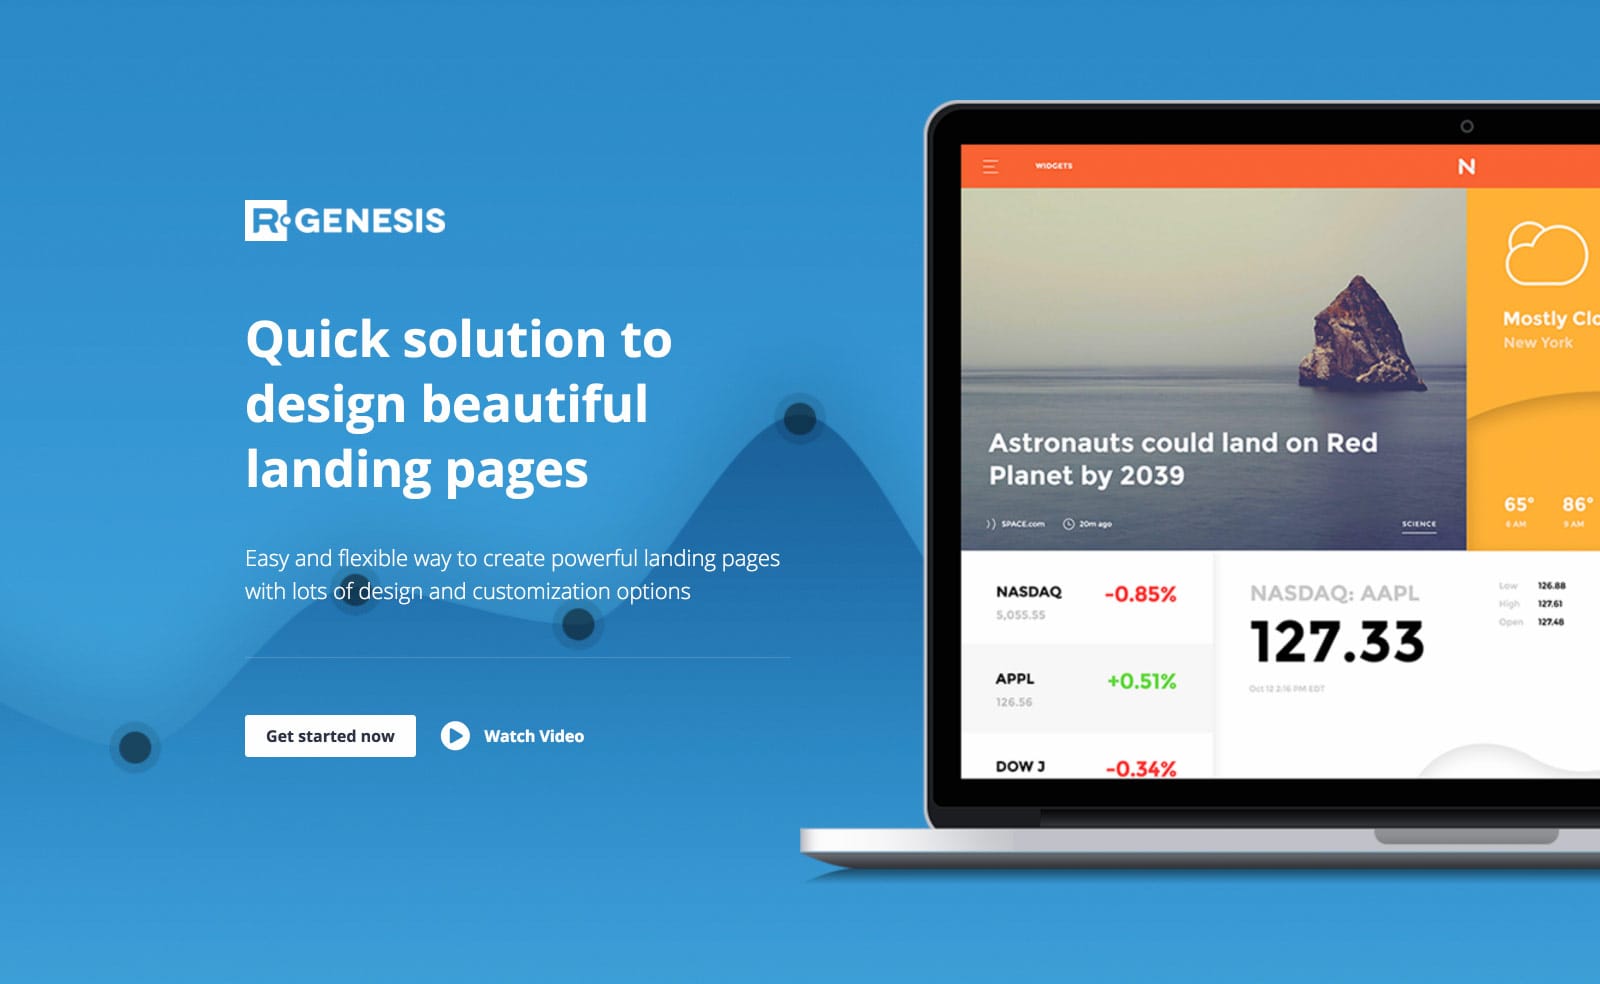 R·GENESIS
Quick solution to
design beautiful
landing pages
Easy and flexible way to create powerful landing pages
with lots of design and customization options
Get started now
Watch Video
WIDGETS
N
Astronauts could land on Red
Planet by 2039
SPACE.com
20m ago
SCIENCE
Mostly Clo
New York
65° 86°
6 AM 9 AM
NASDAQ -0.85%
5,055.55
APPL +0.51%
126.56
DOW J -0.34%
NASDAQ: AAPL
127.33
Oct 12 2:16 PM EDT
Low 126.88
High 127.61
Open 127.48